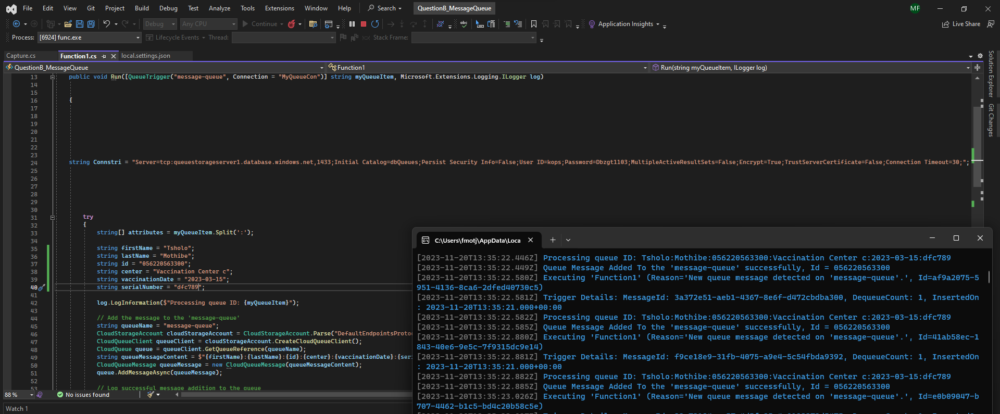 File Edit View Git Project Build Debug Test Analyze Tools Extensions Window Help Search QuestionB_MessageQueue MF
Debug Any CPU Continue Application Insights Live Share
Process: [6924] func.exe Lifecycle Events Thread: Stack Frame:
Capture.cs Function1.cs local.settings.json
QuestionB_MessageQueue Function1 Run(string myQueueItem, ILogger log)
Solution Explorer
Git Changes
13 public void Run([QueueTrigger("message-queue", Connection = "MyQueueCon")] string myQueueItem, Microsoft.Extensions.Logging.ILogger log)
14
15
16 {
17
18
19
20
21
22
23
24 string Connstri = "Server=tcp:queuestorageserver1.database.windows.net,1433;Initial Catalog=dbQueues;Persist Security Info=False;User ID=kops;Password=Dbzgt1103;MultipleActiveResultSets=False;Encrypt=True;TrustServerCertificate=False;Connection Timeout=30;";
25
26
27
28
29
30
31 try
32 {
33 string[] attributes = myQueueItem.Split(':');
34
35 string firstName = "Tsholo";
36 string lastName = "Mothibe";
37 string id = "056220563300";
38 string center = "Vaccination Center c";
39 string vaccinationDate = "2023-03-15";
40 string serialNumber = "dfc789";
41
42 log.LogInformation($"Processing queue ID: {myQueueItem}");
43
44 // Add the message to the 'message-queue'
45 string queueName = "message-queue";
46 CloudStorageAccount cloudStorageAccount = CloudStorageAccount.Parse("DefaultEndpointsProtoc
47 CloudQueueClient queueClient = cloudStorageAccount.CreateCloudQueueClient();
48 CloudQueue queue = queueClient.GetQueueReference(queueName);
49 string queueMessageContent = $"{firstName}:{lastName}:{id}:{center}:{vaccinationDate}:{seri
50 CloudQueueMessage queueMessage = new CloudQueueMessage(queueMessageContent);
51 queue.AddMessageAsync(queueMessage);
52
53 // Log successful message addition to the queue
88 % No issues found
Watch 1
C:\Users\fmotj\AppData\Loca
[2023-11-20T13:35:22.446Z] Processing queue ID: Tsholo:Mothibe:056220563300:Vaccination Center c:2023-03-15:dfc789
[2023-11-20T13:35:22.449Z] Queue Message Added To the 'message-queue' successfully, Id = 056220563300
[2023-11-20T13:35:22.580Z] Executing 'Function1' (Reason='New queue message detected on 'message-queue'.', Id=af9a2075-5
951-4136-8ca6-2dfed40730c5)
[2023-11-20T13:35:22.581Z] Trigger Details: MessageId: 3a372e51-aeb1-4367-8e6f-d472cbdba300, DequeueCount: 1, InsertedOn
: 2023-11-20T13:35:21.000+00:00
[2023-11-20T13:35:22.582Z] Processing queue ID: Tsholo:Mothibe:056220563300:Vaccination Center c:2023-03-15:dfc789
[2023-11-20T13:35:22.585Z] Queue Message Added To the 'message-queue' successfully, Id = 056220563300
[2023-11-20T13:35:22.880Z] Executing 'Function1' (Reason='New queue message detected on 'message-queue'.', Id=41ab58ec-1
843-40e6-9e5c-7f9315dc9e14)
[2023-11-20T13:35:22.881Z] Trigger Details: MessageId: f9ce18e9-31fb-4075-a9e4-5c54fbda9392, DequeueCount: 1, InsertedOn
: 2023-11-20T13:35:21.000+00:00
[2023-11-20T13:35:22.882Z] Processing queue ID: Tsholo:Mothibe:056220563300:Vaccination Center c:2023-03-15:dfc789
[2023-11-20T13:35:22.885Z] Queue Message Added To the 'message-queue' successfully, Id = 056220563300
[2023-11-20T13:35:23.026Z] Executing 'Function1' (Reason='New queue message detected on 'message-queue'.', Id=e0b09047-b
707-4462-b1c5-bd4c20b58c5e)